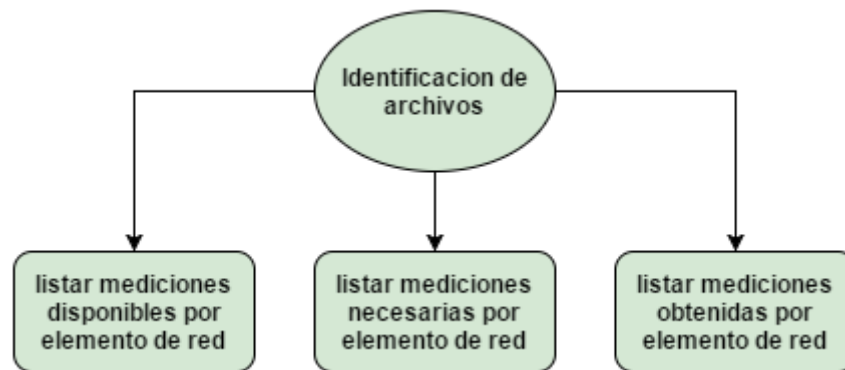 Identificacion de
archivos
listar mediciones
disponibles por
elemento de red
listar mediciones
necesarias por
elemento de red
listar mediciones
obtenidas por
elemento de red